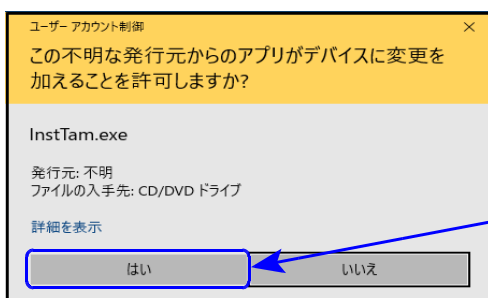 ユーザー アカウント制御
この不明な発行元からのアプリがデバイスに変更を
加えることを許可しますか?
InstTam.exe
発行元: 不明
ファイルの入手先: CD/DVD ドライブ
詳細を表示
はい
いいえ